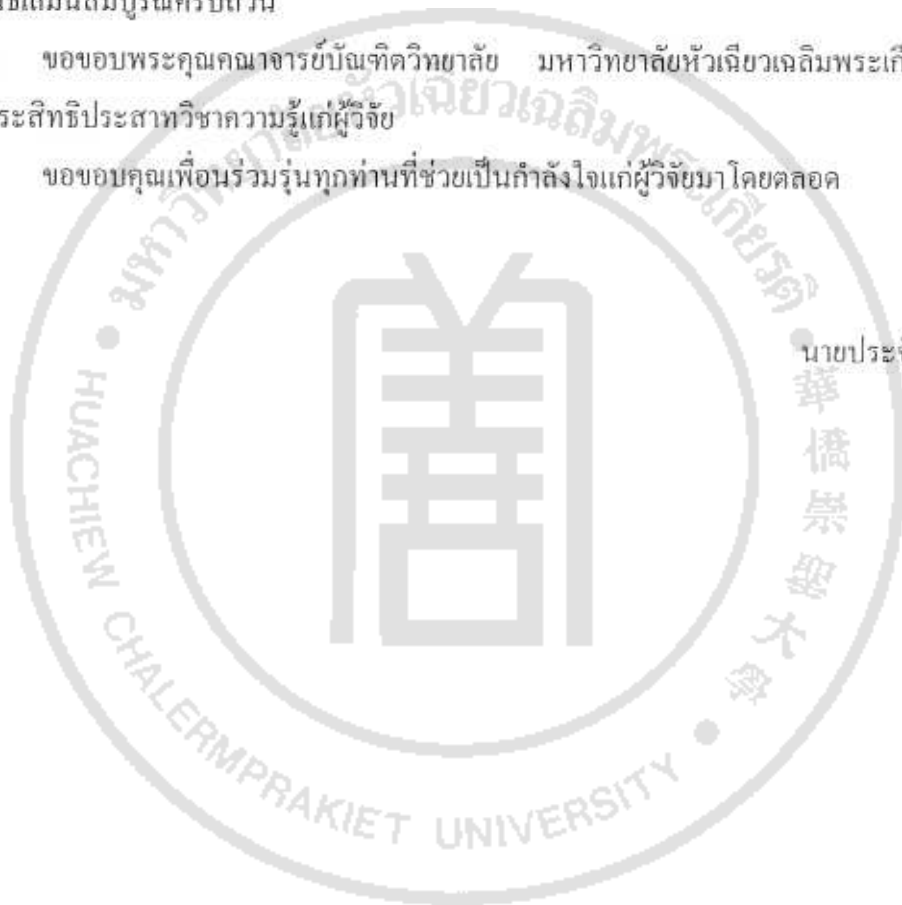 ขอขอบพระคุณคณาจารย์บัณฑิตวิทยาลัย มหาวิทยาลัยหัวเฉียวเฉลิมพระเกี
ระสิทธิประสาทวิชาความรู้แก่ผู้วิจัย
ขอขอบคุณเพื่อนร่วมรุ่นทุกท่านที่ช่วยเป็นกำลังใจแก่ผู้วิจัยมาโดยตลอด
นายประจ
มหาวิทยาลัยหัวเฉียวเฉลิมพระเกียรติ
華僑崇聖大學
HUACHIEW CHALERMPRAKIET UNIVERSITY